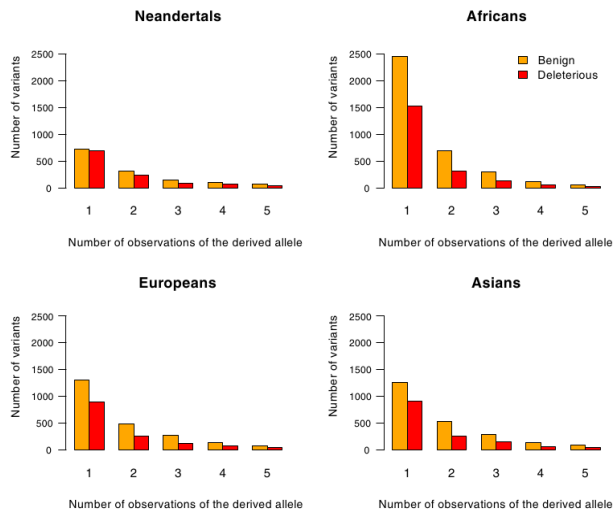 Neandertals
Number of variants
2500
2000
1500
1000
500
0
1 2 3 4 5
Number of observations of the derived allele
Africans
Number of variants
2500
2000
1500
1000
500
0
Benign
Deleterious
1 2 3 4 5
Number of observations of the derived allele
Europeans
Number of variants
2500
2000
1500
1000
500
0
1 2 3 4 5
Number of observations of the derived allele
Asians
Number of variants
2500
2000
1500
1000
500
0
1 2 3 4 5
Number of observations of the derived allele